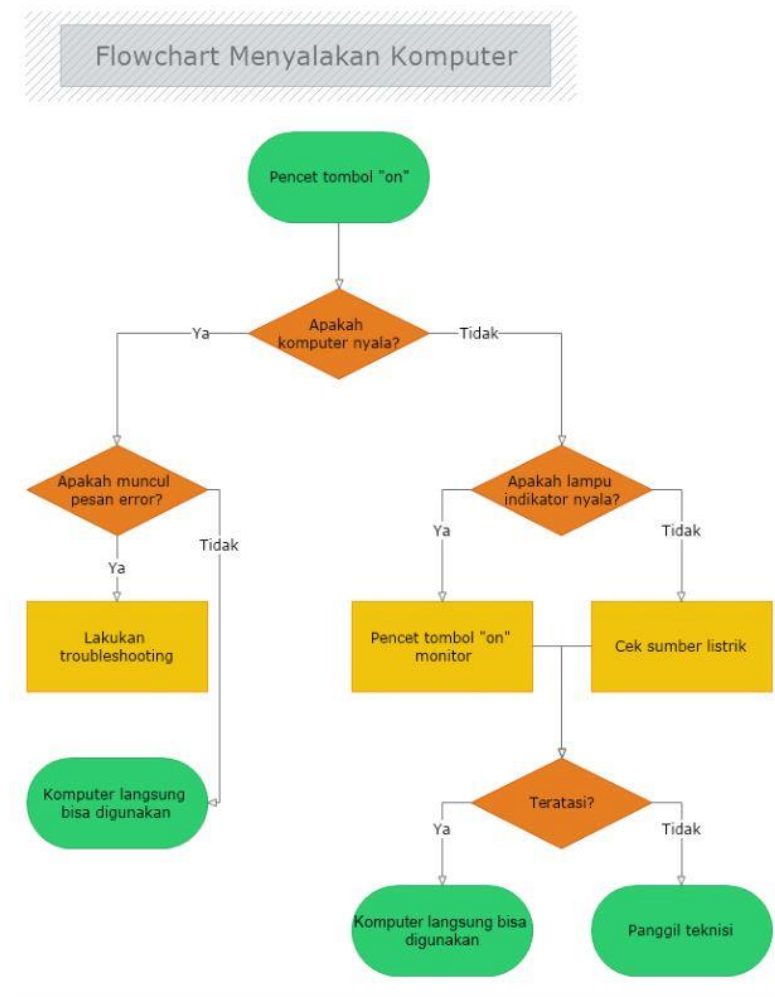 Flowchart Menyalakan Komputer
Pencet tombol "on"
Apakah
komputer nyala?
Ya
Tidak
Apakah muncul
pesan error?
Apakah lampu
indikator nyala?
Ya
Tidak
Ya
Tidak
Lakukan
troubleshooting
Pencet tombol "on"
monitor
Cek sumber listrik
Komputer langsung
bisa digunakan
Teratasi?
Ya
Tidak
Komputer langsung bisa
digunakan
Panggil teknisi